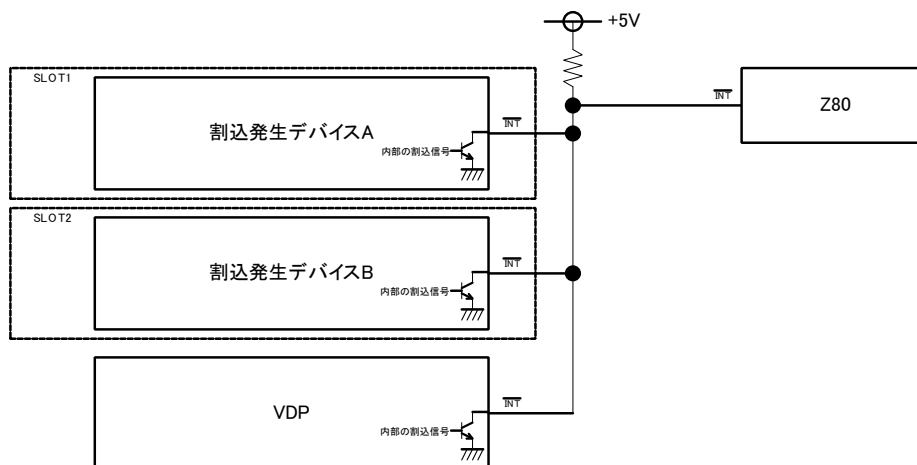 +5V
SLOT1
割込発生デバイスA
INT
内部の割込信号
INT
Z80
SLOT2
割込発生デバイスB
INT
内部の割込信号
VDP
INT
内部の割込信号